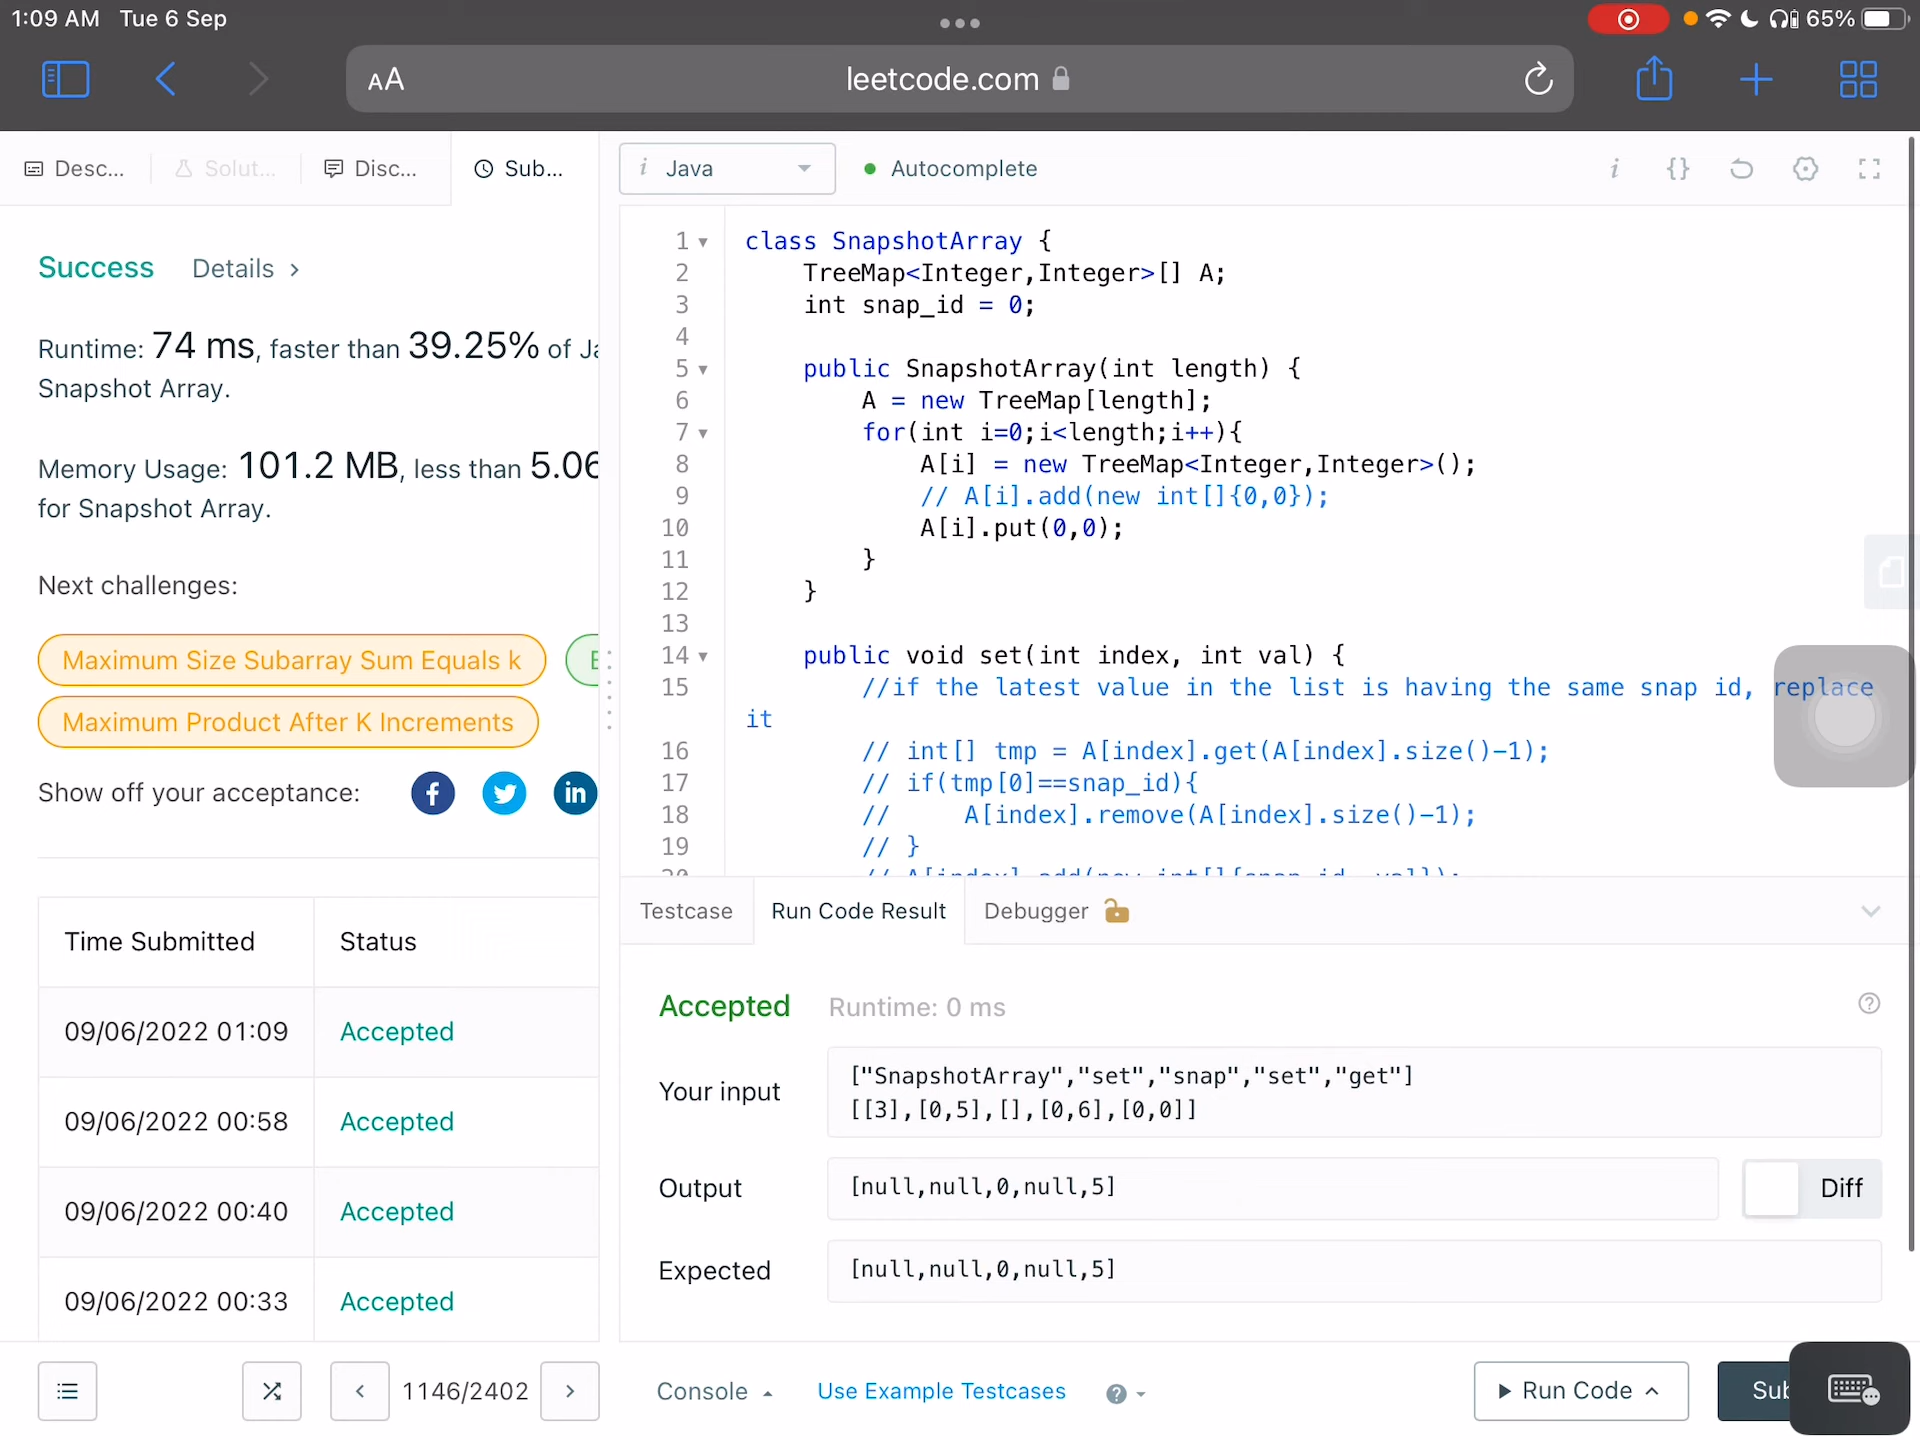 1:09 AM Tue 6 Sep
65%
AA
leetcode.com
Desc...
Solut...
Disc...
Sub...
i Java
Autocomplete
Success Details >
Runtime: 74 ms, faster than 39.25% of Ja
Snapshot Array.
Memory Usage: 101.2 MB, less than 5.06
for Snapshot Array.
Next challenges:
Maximum Size Subarray Sum Equals k
Maximum Product After K Increments
Show off your acceptance:
Time Submitted Status
09/06/2022 01:09 Accepted
09/06/2022 00:58 Accepted
09/06/2022 00:40 Accepted
09/06/2022 00:33 Accepted
1146/2402
1 class SnapshotArray {
2 TreeMap<Integer,Integer>[] A;
3 int snap_id = 0;
4
5 public SnapshotArray(int length) {
6 A = new TreeMap[length];
7 for(int i=0;i<length;i++){
8 A[i] = new TreeMap<Integer,Integer>();
9 // A[i].add(new int[]{0,0});
10 A[i].put(0,0);
11 }
12 }
13
14 public void set(int index, int val) {
15 //if the latest value in the list is having the same snap id, replace
it
16 // int[] tmp = A[index].get(A[index].size()-1);
17 // if(tmp[0]==snap_id){
18 // A[index].remove(A[index].size()-1);
19 // }
20 // A[index].add(new int[]{snap_id, val});
Testcase
Run Code Result
Debugger
Accepted Runtime: 0 ms
Your input
["SnapshotArray","set","snap","set","get"]
[[3],[0,5],[],[0,6],[0,0]]
Output
[null,null,0,null,5]
Diff
Expected
[null,null,0,null,5]
Console
Use Example Testcases
Run Code
Sub